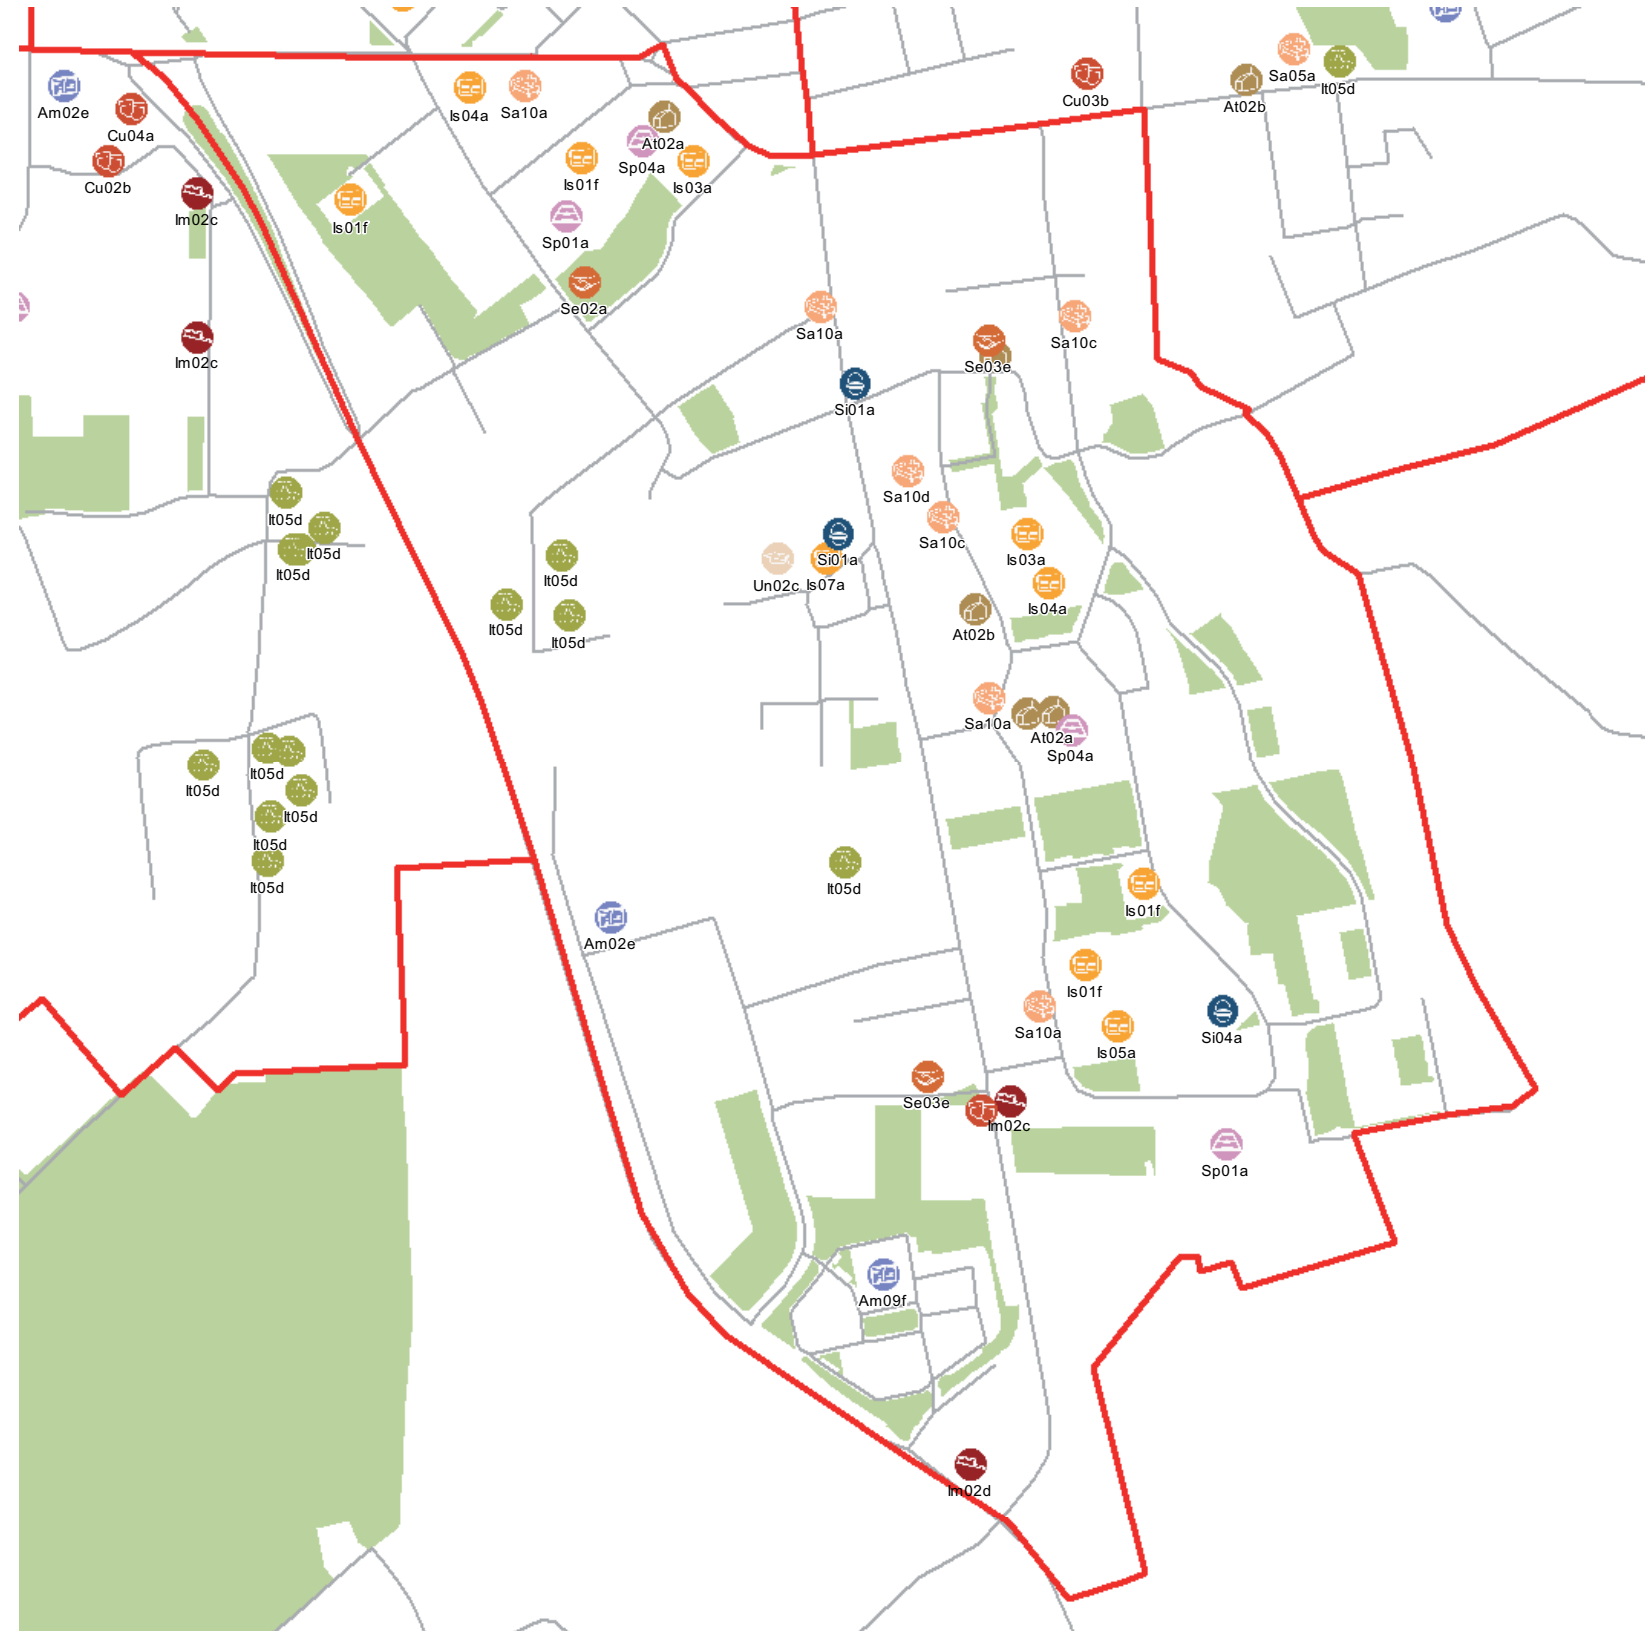 Sa05a
It05d
Am02e
Cu04a
Is04a
Sa10a
Cu03b
At02b
At02a
Sp04a
Cu02b
Is01f
Is03a
Im02c
Is01f
Sp01a
Se02a
Im02c
Sa10a
Se03e
Sa10c
Si01a
Sa10d
It05d
It05d
It05d
Sa10c
It05d
Un02c
Si01a
Is07a
Is03a
Is04a
It05d
It05d
At02b
Sa10a
At02a
Sp04a
It05d
It05d
It05d
It05d
It05d
It05d
Is01f
Am02e
Is01f
Sa10a
Is05a
Si04a
Se03e
Im02c
Sp01a
Am09f
Im02d